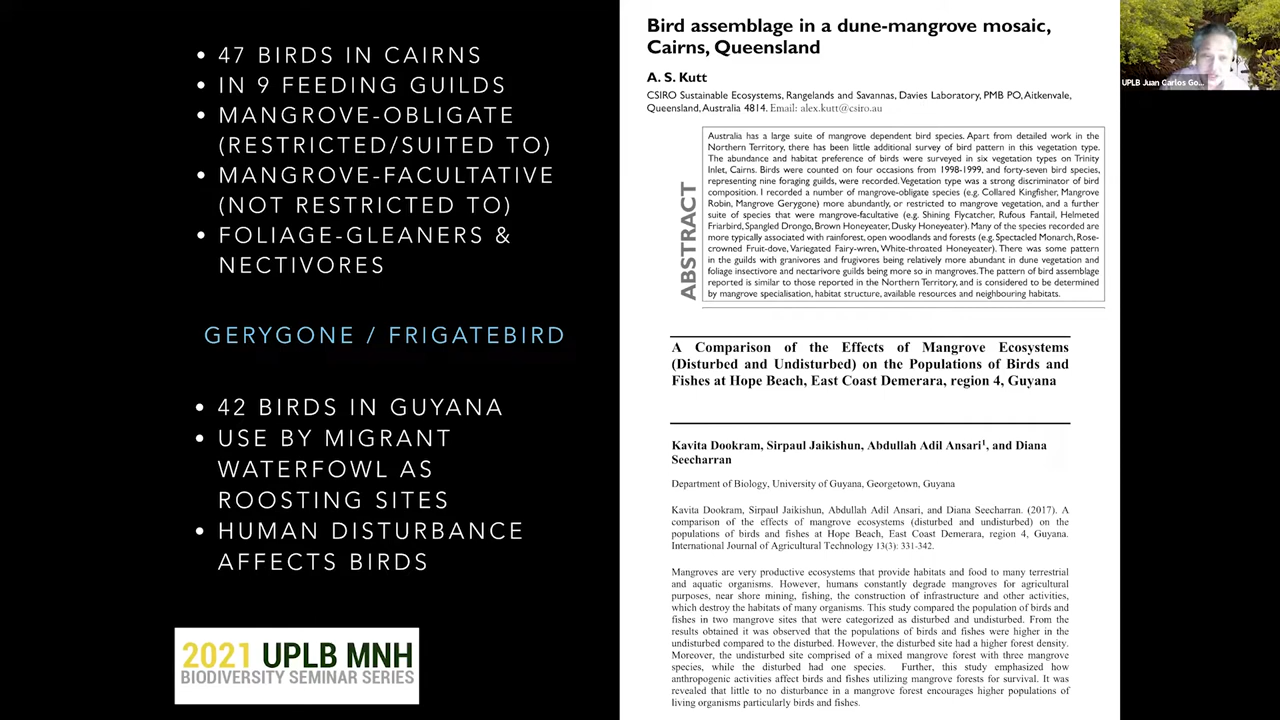 47 BIRDS IN CAIRNS
IN 9 FEEDING GUILDS
MANGROVE-OBLIGATE
(RESTRICTED/SUITED TO)
MANGROVE-FACULTATIVE
(NOT RESTRICTED TO)
FOLIAGE-GLEANERS &
NECTIVORES
GERYGONE / FRIGATEBIRD
42 BIRDS IN GUYANA
USE BY MIGRANT
WATERFOWL AS
ROOSTING SITES
HUMAN DISTURBANCE
AFFECTS BIRDS
2021 UPLB MNH
BIODIVERSITY SEMINAR SERIES
Bird assemblage in a dune-mangrove mosaic,
Cairns, Queensland
A. S. Kutt
CSIRO Sustainable Ecosystems, Rangelands and Savannas, Davies Laboratory, PMB PO, Aitkenvale,
Queensland, Australia 4814. Email: alex.kutt@csiro.au
ABSTRACT
Australia has a large suite of mangrove dependent bird species. Apart from detailed work in the
Northern Territory, there has been little additional survey of bird pattern in this vegetation type.
The abundance and habitat preference of birds were surveyed in six vegetation types on Trinity
Inlet, Cairns. Birds were counted on four occasions from 1998-1999, and forty-seven bird species,
representing nine foraging guilds, were recorded. Vegetation type was a strong discriminator of bird
composition. I recorded a number of mangrove-obligate species (e.g. Collared Kingfisher, Mangrove
Robin, Mangrove Gerygone) more abundantly, or restricted to mangrove vegetation, and a further
suite of species that were mangrove-facultative (e.g. Shining Flycatcher, Rufous Fantail, Helmeted
Friarbird, Spangled Drongo, Brown Honeyeater, Dusky Honeyeater). Many of the species recorded are
more typically associated with rainforest, open woodlands and forests (e.g. Spectacled Monarch, Rose-
crowned Fruit-dove, Variegated Fairy-wren, White-throated Honeyeater). There was some pattern
in the guilds with granivores and frugivores being relatively more abundant in dune vegetation and
foliage insectivore and nectarivore guilds being more so in mangroves. The pattern of bird assemblage
reported is similar to those reported in the Northern Territory, and is considered to be determined
by mangrove specialisation, habitat structure, available resources and neighbouring habitats.
A Comparison of the Effects of Mangrove Ecosystems
(Disturbed and Undisturbed) on the Populations of Birds and
Fishes at Hope Beach, East Coast Demerara, region 4, Guyana
Kavita Dookram, Sirpaul Jaikishun, Abdullah Adil Ansari¹, and Diana
Seecharran
Department of Biology, University of Guyana, Georgetown, Guyana
Kavita Dookram, Sirpaul Jaikishun, Abdullah Adil Ansari, and Diana Seecharran. (2017). A
comparison of the effects of mangrove ecosystems (disturbed and undisturbed) on the
populations of birds and fishes at Hope Beach, East Coast Demerara, region 4, Guyana.
International Journal of Agricultural Technology 13(3): 331-342.
Mangroves are very productive ecosystems that provide habitats and food to many terrestrial
and aquatic organisms. However, humans constantly degrade mangroves for agricultural
purposes, near shore mining, fishing, the construction of infrastructure and other activities,
which destroy the habitats of many organisms. This study compared the population of birds and
fishes in two mangrove sites that were categorized as disturbed and undisturbed. From the
results obtained it was observed that the populations of birds and fishes were higher in the
undisturbed compared to the disturbed. However, the disturbed site had a higher forest density.
Moreover, the undisturbed site comprised of a mixed mangrove forest with three mangrove
species, while the disturbed had one species. Further, this study emphasized how
anthropogenic activities affect birds and fishes utilizing mangrove forests for survival. It was
revealed that little to no disturbance in a mangrove forest encourages higher populations of
living organisms particularly birds and fishes.
UPLB Juan Carlos Go...